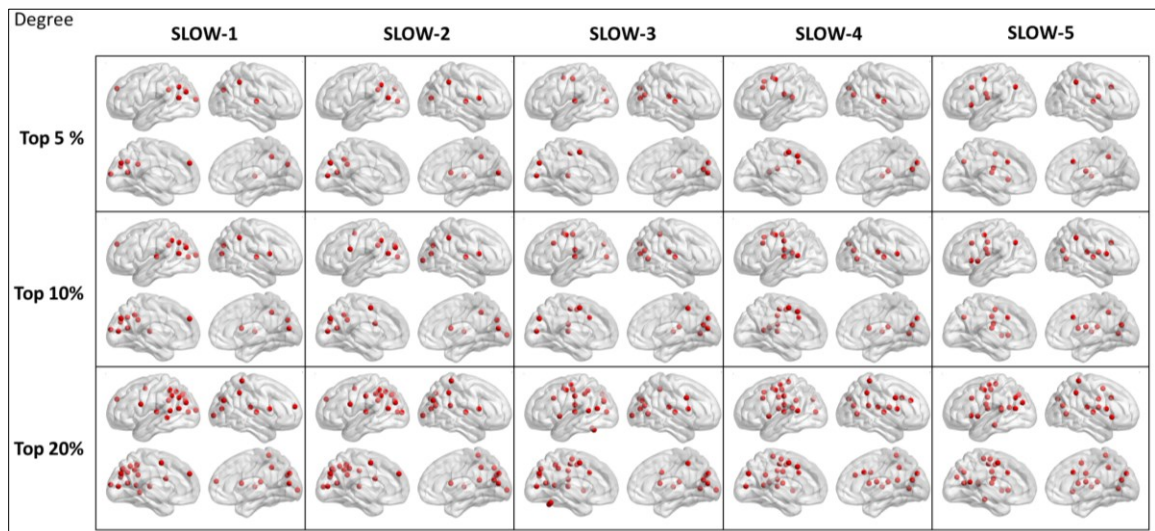 Degree
SLOW-1 SLOW-2 SLOW-3 SLOW-4 SLOW-5
Top 5 %
Top 10%
Top 20%